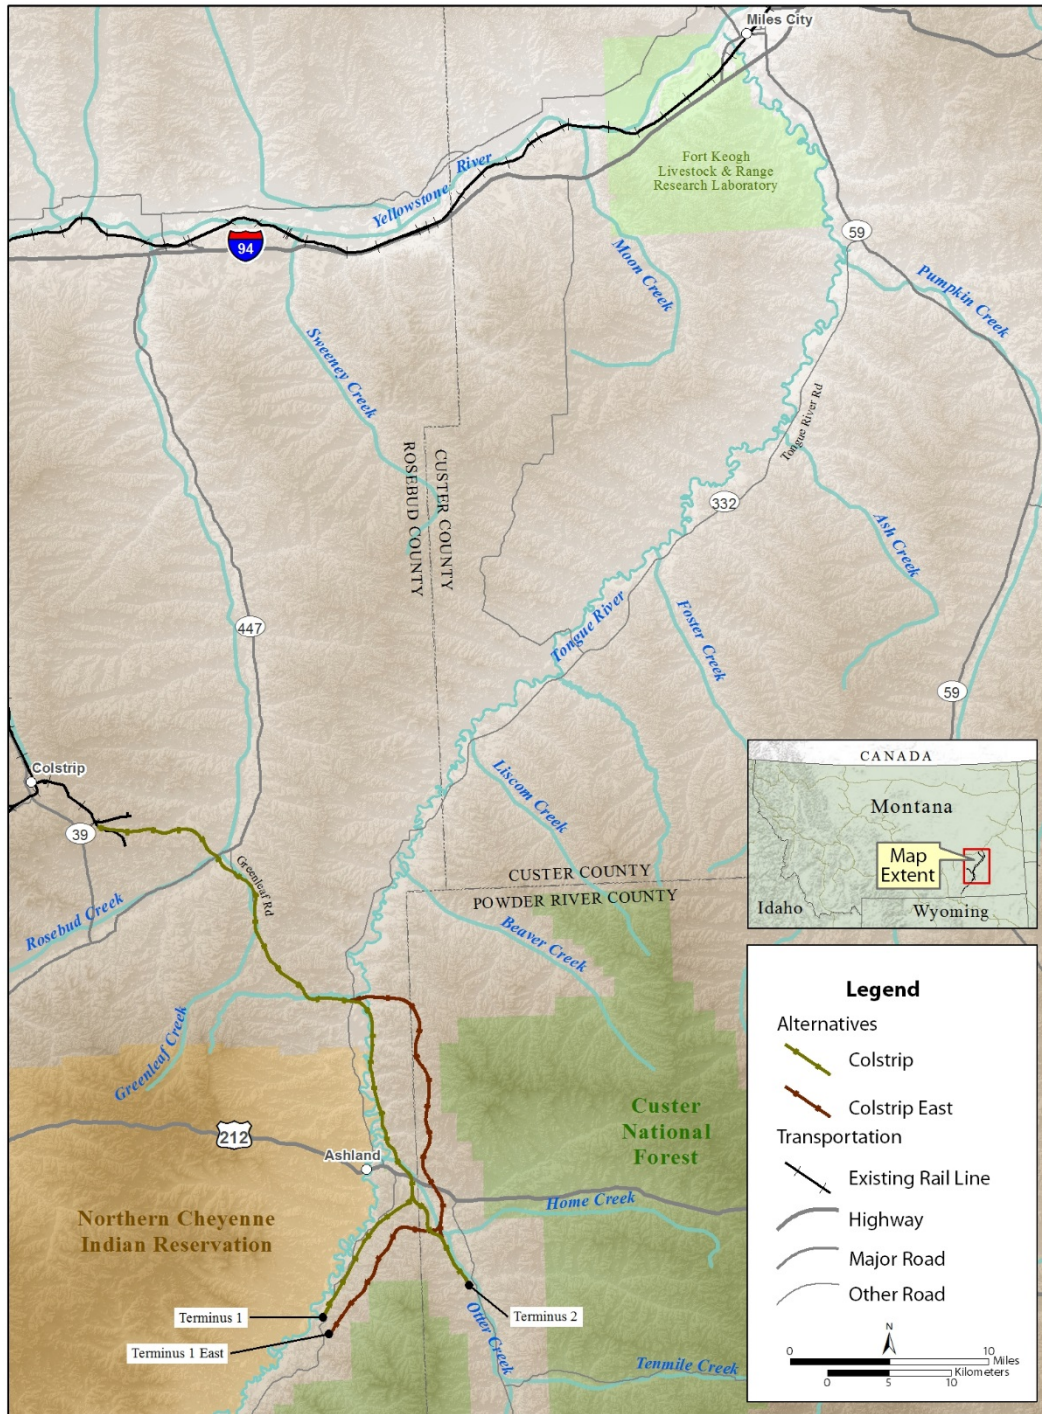 Miles City
Fort Keogh
Livestock & Range
Research Laboratory
Yellowstone River
94
59
Moon Creek
Pumpkin Creek
Sweeney Creek
Tongue River Rd
CUSTER COUNTY
ROSEBUD COUNTY
332
Ash Creek
Tongue River
Foster Creek
447
59
Colstrip
Liscom Creek
39
Greenleaf Rd
CUSTER COUNTY
POWDER RIVER COUNTY
Rosebud Creek
Beaver Creek
Greenleaf Creek
212
Ashland
Custer
National
Forest
Home Creek
Northern Cheyenne
Indian Reservation
Terminus 1
Terminus 1 East
Terminus 2
Otter Creek
Tenmile Creek
CANADA
Montana
Map
Extent
Idaho
Wyoming
Legend
Alternatives
Colstrip
Colstrip East
Transportation
Existing Rail Line
Highway
Major Road
Other Road
N
0 10
Miles
Kilometers
0 5 10